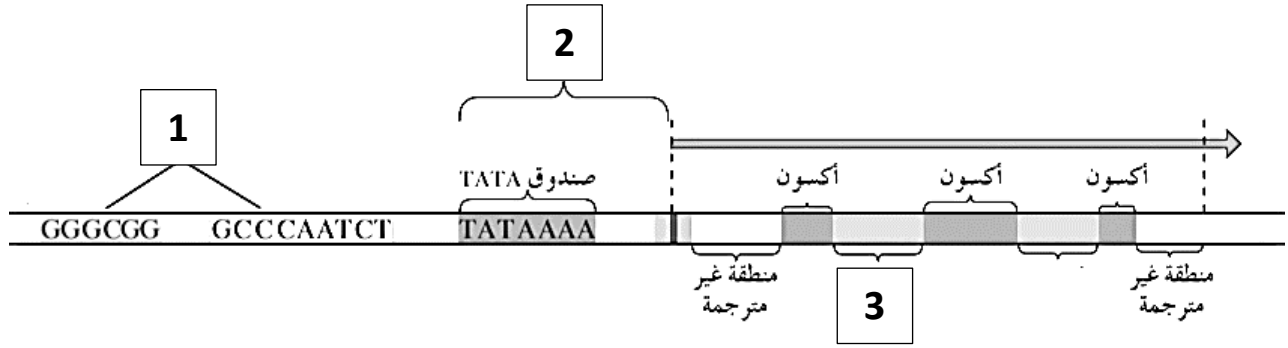 2
1
صندوق TATA
أكسون
أكسون
أكسون
GGGCGG GCCCAATCT TATAAAA
منطقة غير
مترجمة
3
منطقة غير
مترجمة